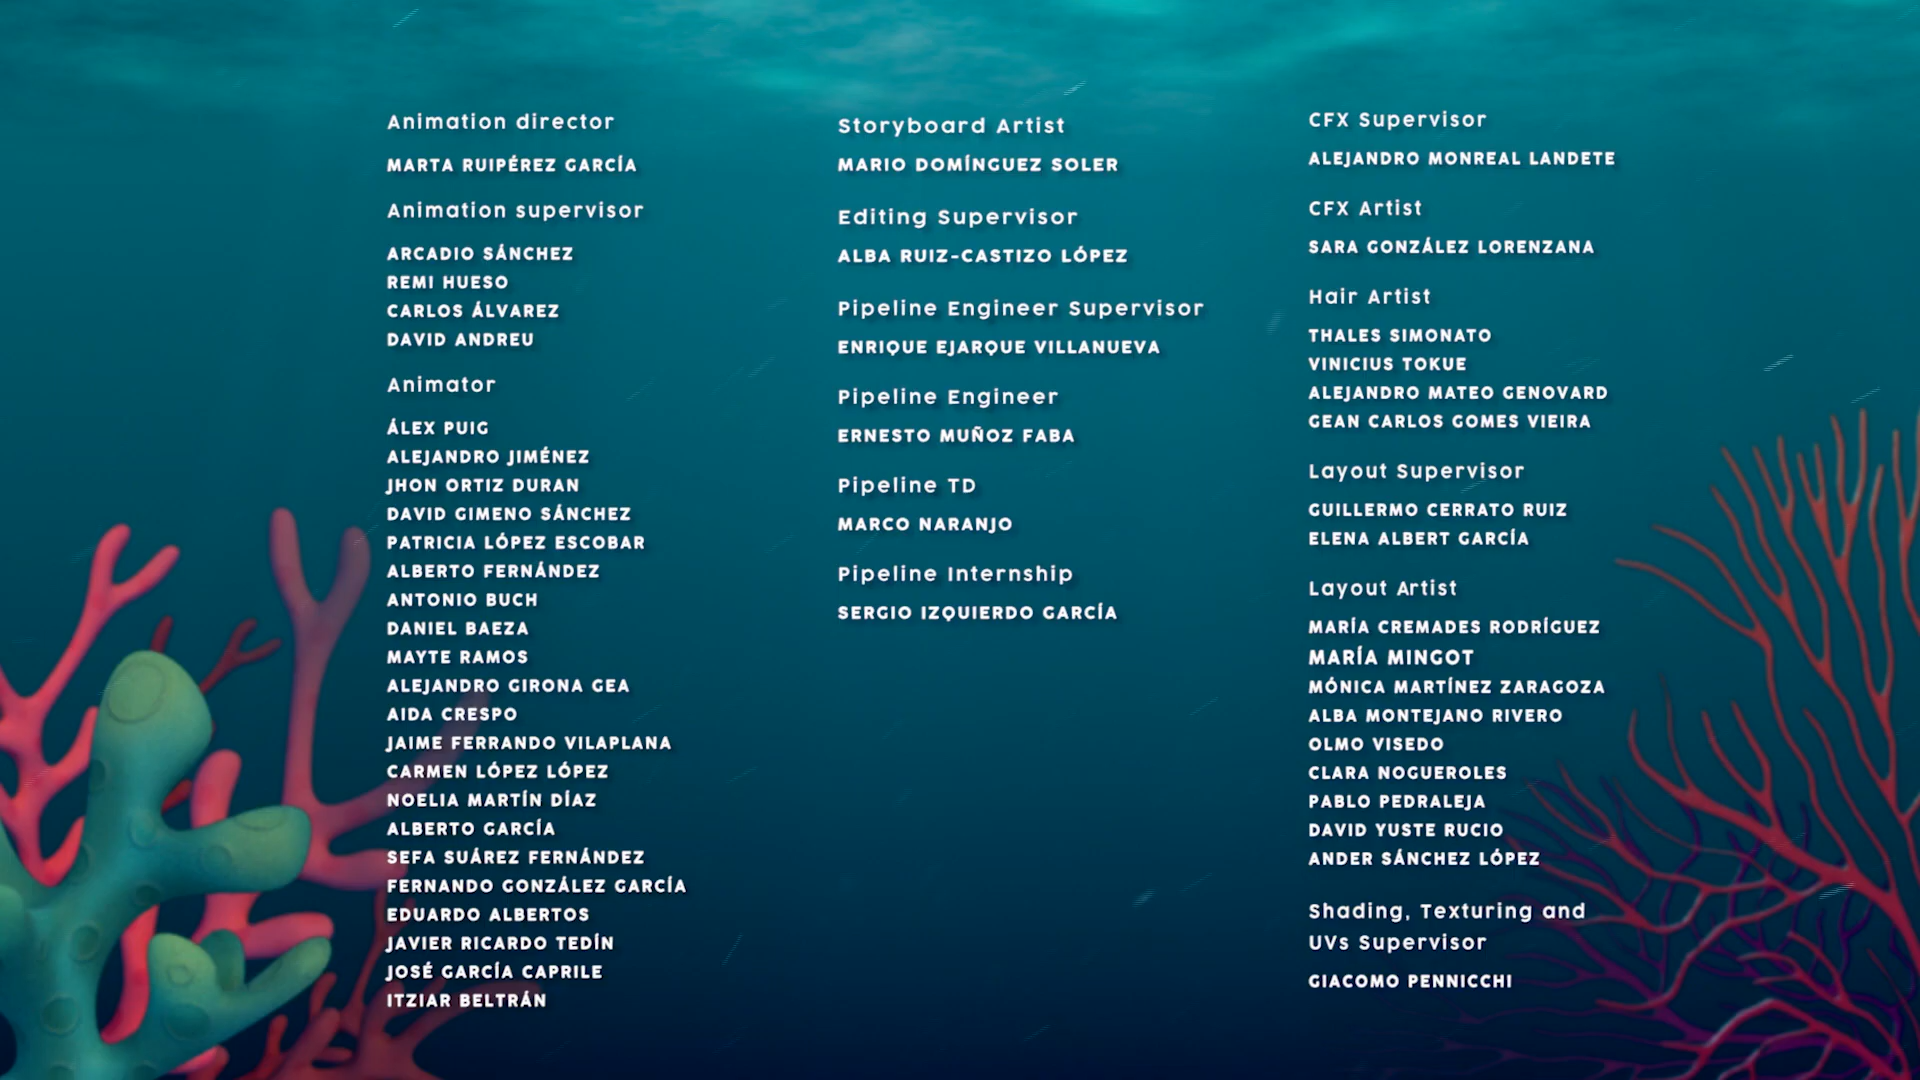 Animation director
MARTA RUIPÉREZ GARCÍA
Animation supervisor
ARCADIO SÁNCHEZ
REMI HUESO
CARLOS ÁLVAREZ
DAVID ANDREU
Animator
ÁLEX PUIG
ALEJANDRO JIMÉNEZ
JHON ORTIZ DURAN
DAVID GIMENO SÁNCHEZ
PATRICIA LÓPEZ ESCOBAR
ALBERTO FERNÁNDEZ
ANTONIO BUCH
DANIEL BAEZA
MAYTE RAMOS
ALEJANDRO GIRONA GEA
AIDA CRESPO
JAIME FERRANDO VILAPLANA
CARMEN LÓPEZ LÓPEZ
NOELIA MARTÍN DÍAZ
ALBERTO GARCÍA
SEFA SUÁREZ FERNÁNDEZ
FERNANDO GONZÁLEZ GARCÍA
EDUARDO ALBERTOS
JAVIER RICARDO TEDÍN
JOSÉ GARCÍA CAPRILE
ITZIAR BELTRÁN
Storyboard Artist
MARIO DOMÍNGUEZ SOLER
Editing Supervisor
ALBA RUIZ-CASTIZO LÓPEZ
Pipeline Engineer Supervisor
ENRIQUE EJARQUE VILLANUEVA
Pipeline Engineer
ERNESTO MUÑOZ FABA
Pipeline TD
MARCO NARANJO
Pipeline Internship
SERGIO IZQUIERDO GARCÍA
CFX Supervisor
ALEJANDRO MONREAL LANDETE
CFX Artist
SARA GONZÁLEZ LORENZANA
Hair Artist
THALES SIMONATO
VINICIUS TOKUE
ALEJANDRO MATEO GENOVARD
GEAN CARLOS GOMES VIEIRA
Layout Supervisor
GUILLERMO CERRATO RUIZ
ELENA ALBERT GARCÍA
Layout Artist
MARÍA CREMADES RODRÍGUEZ
MARÍA MINGOT
MÓNICA MARTÍNEZ ZARAGOZA
ALBA MONTEJANO RIVERO
OLMO VISEDO
CLARA NOGUEROLES
PABLO PEDRALEJA
DAVID YUSTE RUCIO
ANDER SÁNCHEZ LÓPEZ
Shading, Texturing and
UVs Supervisor
GIACOMO PENNICCHI